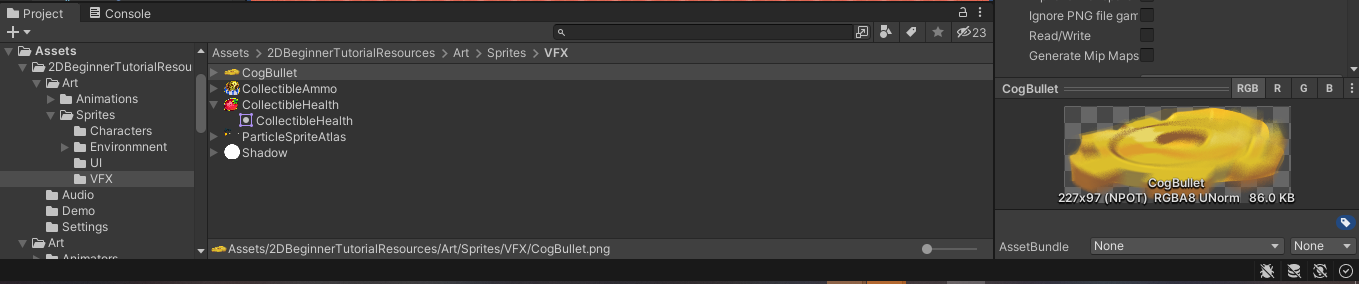 Project
Console
23
Assets
2DBeginnerTutorialResou
Art
Animations
Sprites
Characters
Environmnent
UI
VFX
Audio
Demo
Settings
Art
Animators
Assets > 2DBeginnerTutorialResources > Art > Sprites > VFX
CogBullet
CollectibleAmmo
CollectibleHealth
CollectibleHealth
ParticleSpriteAtlas
Shadow
Assets/2DBeginnerTutorialResources/Art/Sprites/VFX/CogBullet.png
Ignore PNG file gam
Read/Write
Generate Mip Maps
CogBullet RGB R G B
CogBullet
227x97 (NPOT) RGBA8 UNorm 86.0 KB
AssetBundle None None